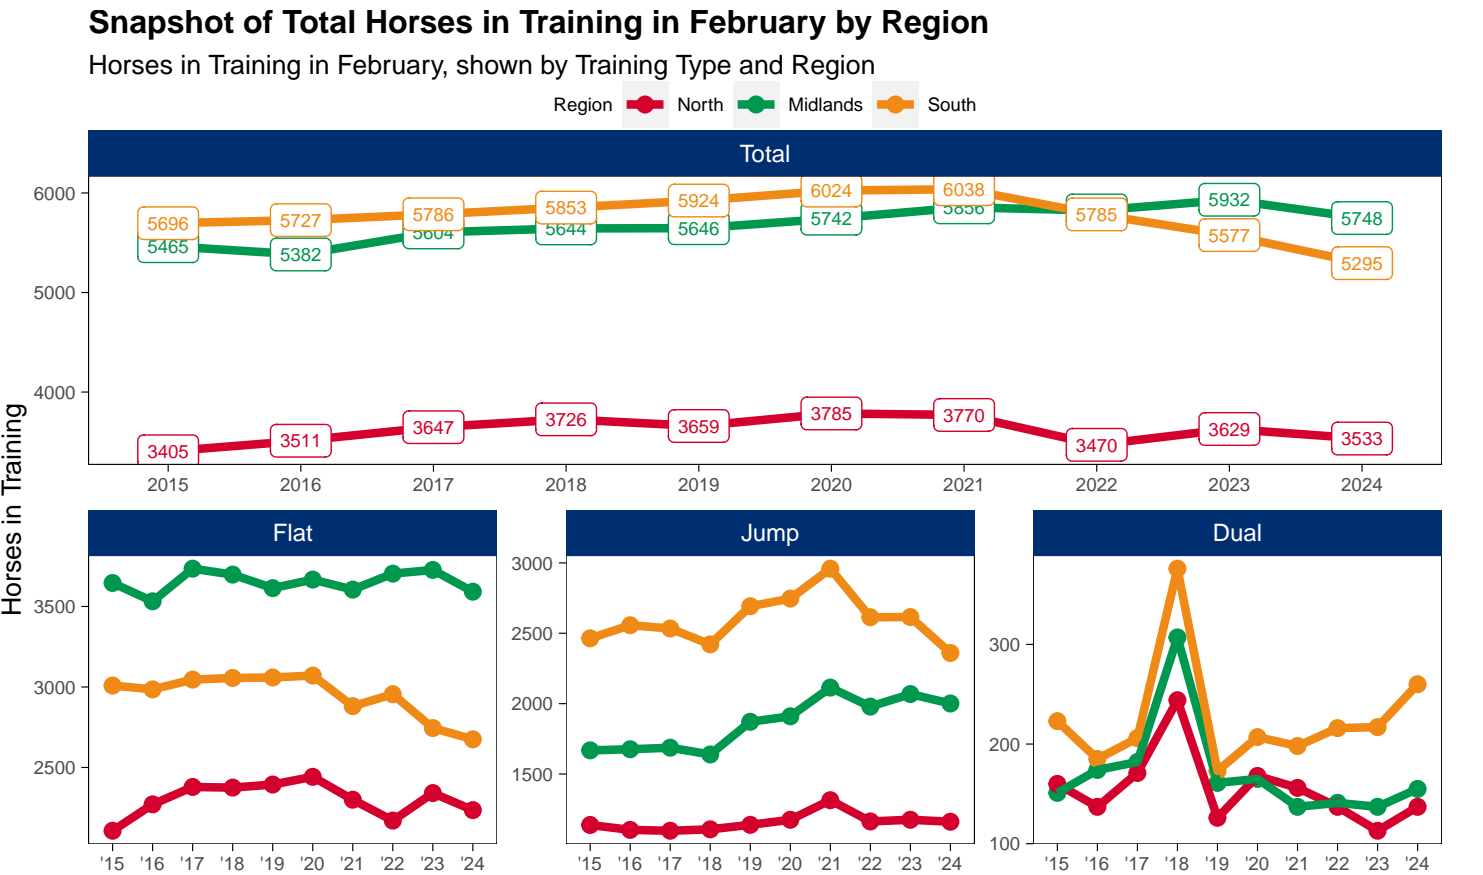 Snapshot of Total Horses in Training in February by Region
Horses in Training in February, shown by Training Type and Region
Region North Midlands South
Total
6000
5000
4000
5696 5727 5786 5853 5924 6024 6038 5785 5577 5295
5465 5382 5604 5644 5646 5742 5856 5932 5748
3405 3511 3647 3726 3659 3785 3770 3470 3629 3533
2015 2016 2017 2018 2019 2020 2021 2022 2023 2024
Horses in Training
Flat
3500
3000
2500
'15 '16 '17 '18 '19 '20 '21 '22 '23 '24
Jump
3000
2500
2000
1500
'15 '16 '17 '18 '19 '20 '21 '22 '23 '24
Dual
300
200
100
'15 '16 '17 '18 '19 '20 '21 '22 '23 '24